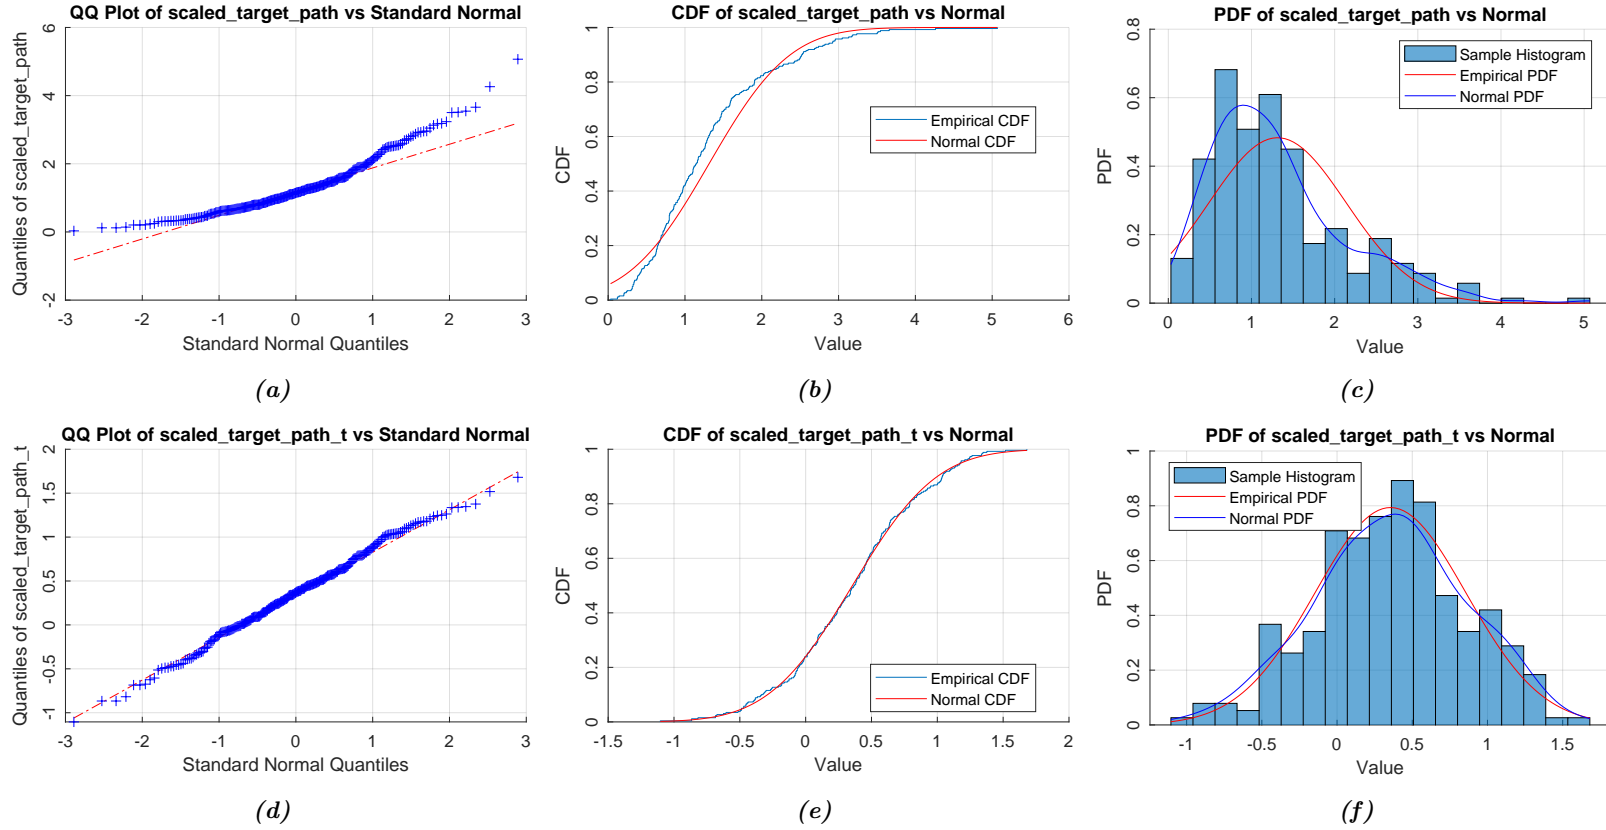 QQ Plot of scaled_target_path vs Standard Normal
Quantiles of scaled_target_path
6
4
2
0
-2
-3
-2
-1
0
1
2
3
Standard Normal Quantiles
(a)
CDF of scaled_target_path vs Normal
CDF
1
0.8
0.6
0.4
0.2
0
0
1
2
3
4
5
6
Value
Empirical CDF
Normal CDF
(b)
PDF of scaled_target_path vs Normal
PDF
0.8
0.6
0.4
0.2
0
0
1
2
3
4
5
Value
Sample Histogram
Empirical PDF
Normal PDF
(c)
QQ Plot of scaled_target_path_t vs Standard Normal
Quantiles of scaled_target_path_t
2
1.5
1
0.5
0
-0.5
-1
-3
-2
-1
0
1
2
3
Standard Normal Quantiles
(d)
CDF of scaled_target_path_t vs Normal
CDF
1
0.8
0.6
0.4
0.2
0
-1.5
-1
-0.5
0
0.5
1
1.5
2
Value
Empirical CDF
Normal CDF
(e)
PDF of scaled_target_path_t vs Normal
PDF
1
0.8
0.6
0.4
0.2
0
-1
-0.5
0
0.5
1
1.5
Value
Sample Histogram
Empirical PDF
Normal PDF
(f)